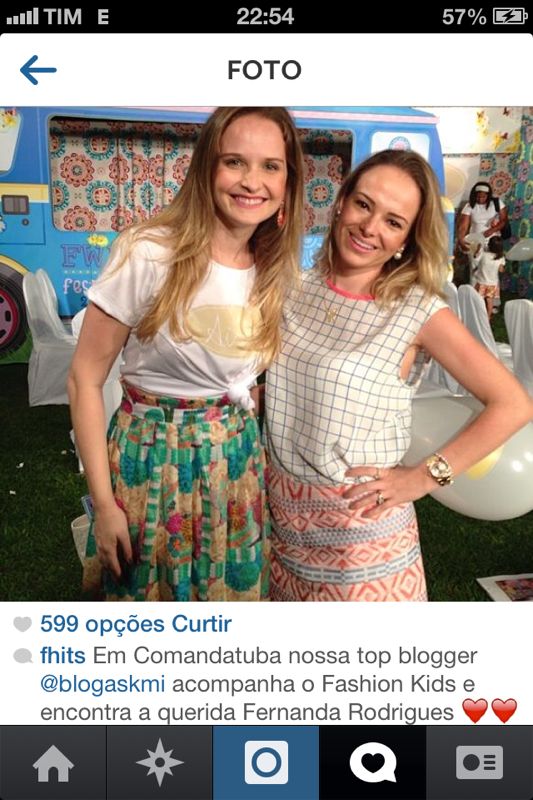 TIM E 22:54 57%
FOTO
FW
599 opções Curtir
fhits Em Comandatuba nossa top blogger
@blogaskmi acompanha o Fashion Kids e
encontra a querida Fernanda Rodrigues ❤️❤️